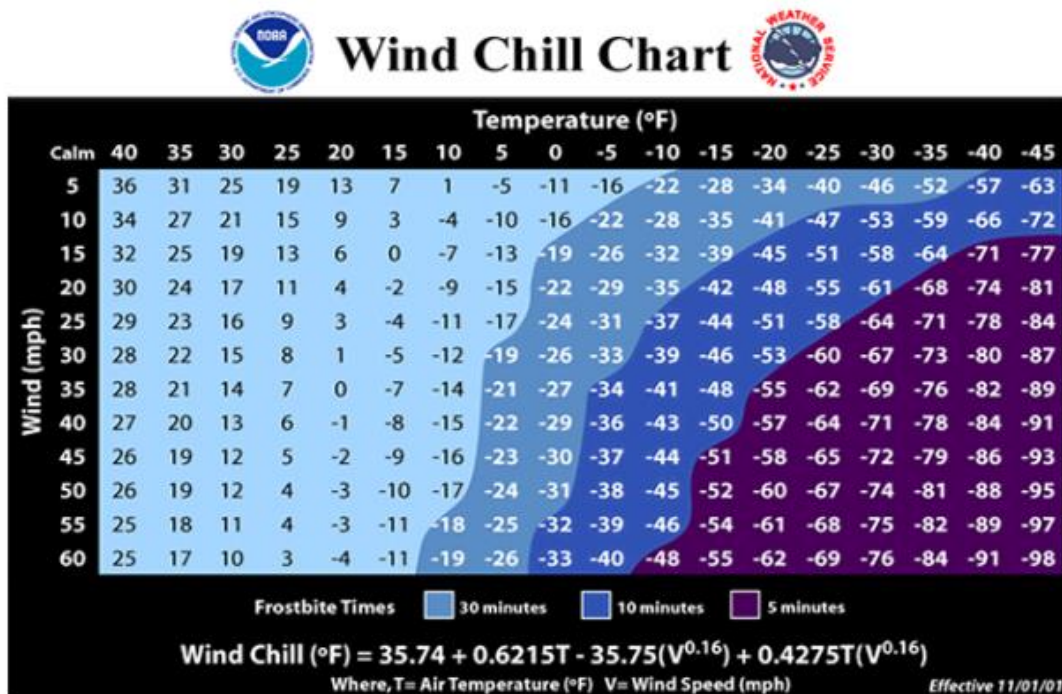 NOAA
Wind Chill Chart
NATIONAL WEATHER SERVICE
Temperature (ºF)
Calm 40 35 30 25 20 15 10 5 0 -5 -10 -15 -20 -25 -30 -35 -40 -45
Wind (mph)
5 36 31 25 19 13 7 1 -5 -11 -16 -22 -28 -34 -40 -46 -52 -57 -63
10 34 27 21 15 9 3 -4 -10 -16 -22 -28 -35 -41 -47 -53 -59 -66 -72
15 32 25 19 13 6 0 -7 -13 -19 -26 -32 -39 -45 -51 -58 -64 -71 -77
20 30 24 17 11 4 -2 -9 -15 -22 -29 -35 -42 -48 -55 -61 -68 -74 -81
25 29 23 16 9 3 -4 -11 -17 -24 -31 -37 -44 -51 -58 -64 -71 -78 -84
30 28 22 15 8 1 -5 -12 -19 -26 -33 -39 -46 -53 -60 -67 -73 -80 -87
35 28 21 14 7 0 -7 -14 -21 -27 -34 -41 -48 -55 -62 -69 -76 -82 -89
40 27 20 13 6 -1 -8 -15 -22 -29 -36 -43 -50 -57 -64 -71 -78 -84 -91
45 26 19 12 5 -2 -9 -16 -23 -30 -37 -44 -51 -58 -65 -72 -79 -86 -93
50 26 19 12 4 -3 -10 -17 -24 -31 -38 -45 -52 -60 -67 -74 -81 -88 -95
55 25 18 11 4 -3 -11 -18 -25 -32 -39 -46 -54 -61 -68 -75 -82 -89 -97
60 25 17 10 3 -4 -11 -19 -26 -33 -40 -48 -55 -62 -69 -76 -84 -91 -98
Frostbite Times 30 minutes 10 minutes 5 minutes
Wind Chill (ºF) = 35.74 + 0.6215T - 35.75(V^0.16) + 0.4275T(V^0.16)
Where, T= Air Temperature (ºF) V= Wind Speed (mph)
Effective 11/01/01